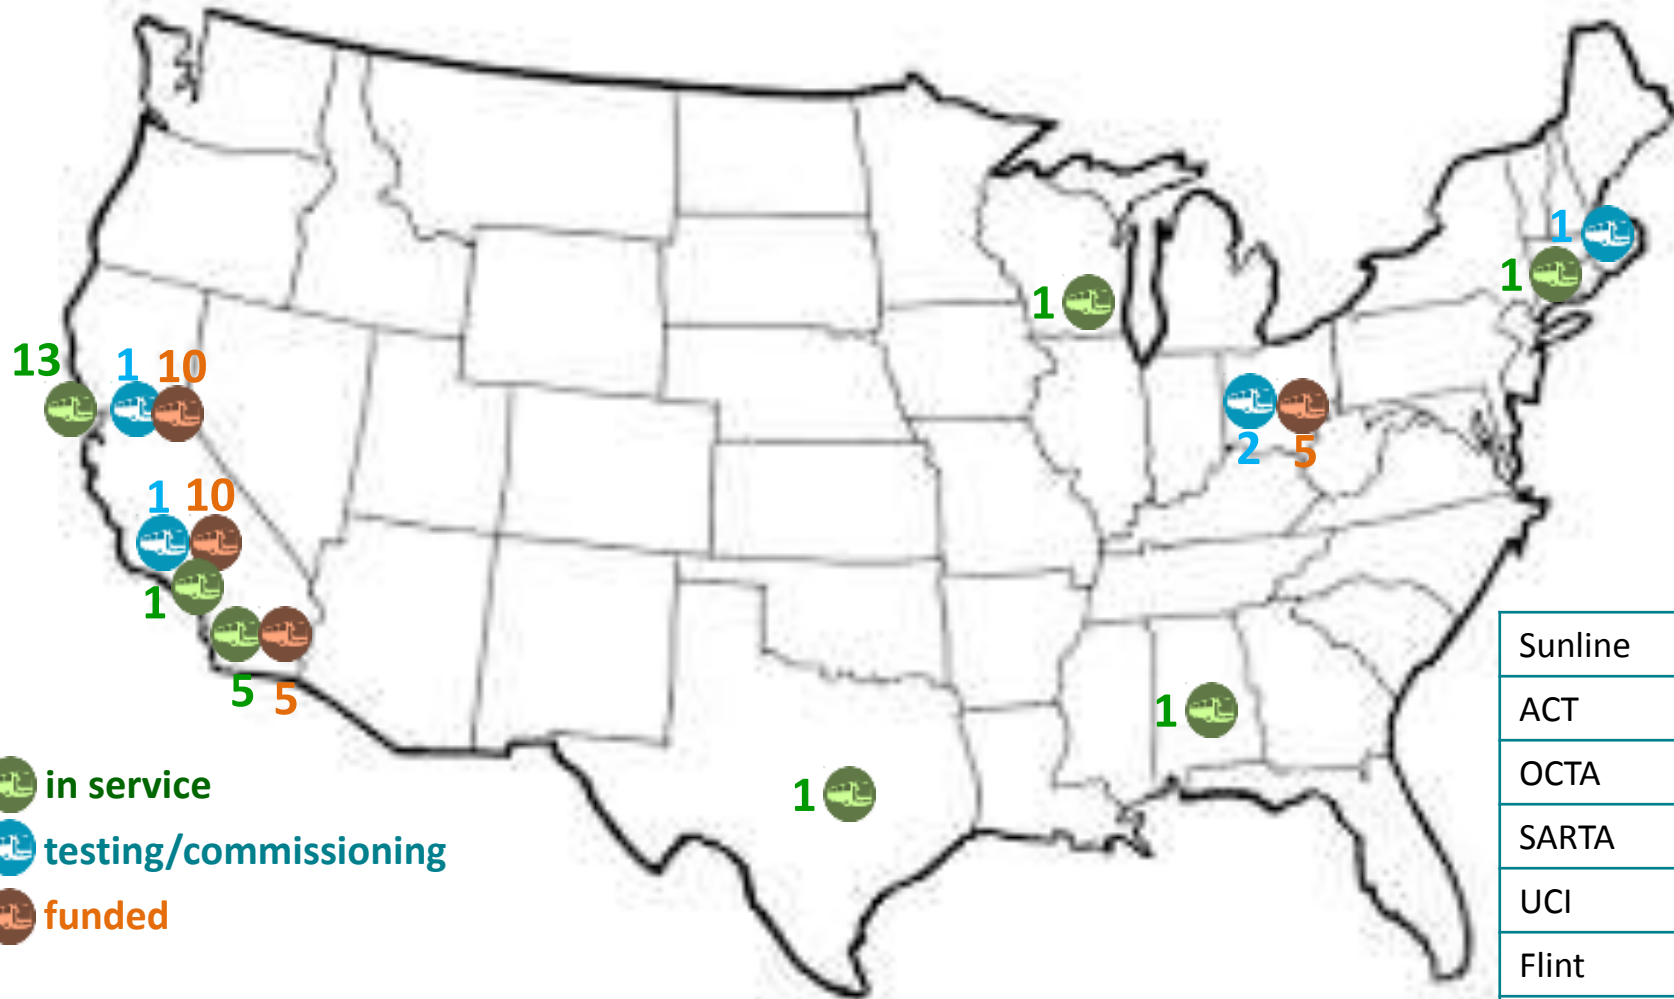 1
1
1
13
1 10
2 5
1 10
1
5 5
1
1
in service
testing/commissioning
funded
Sunline
ACT
OCTA
SARTA
UCI
Flint